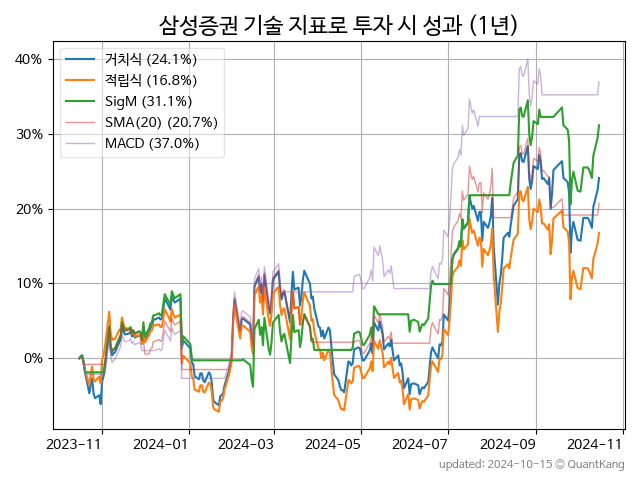 삼성증권 기술 지표로 투자 시 성과 (1년)
거치식 (24.1%)
적립식 (16.8%)
SigM (31.1%)
SMA(20) (20.7%)
MACD (37.0%)
40%
30%
20%
10%
0%
2023-11 2024-01 2024-03 2024-05 2024-07 2024-09 2024-11
updated: 2024-10-15 © QuantKang